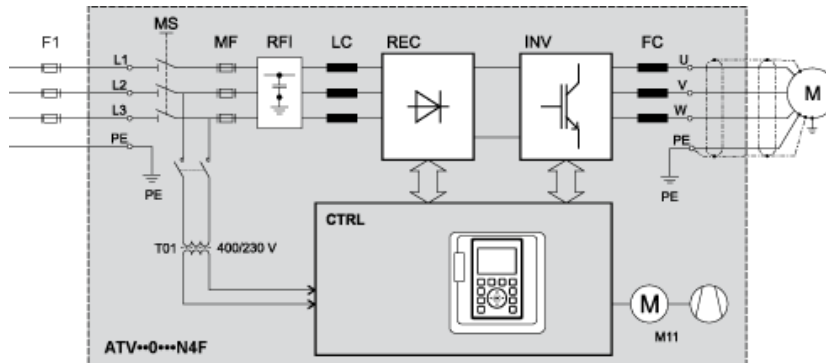 MS
F1
MF
RFI
LC
REC
INV
FC
L1
L2
L3
PE
U
V
W
PE
M
PE
PE
CTRL
T01
400/230 V
M
M11
ATV••0•••N4F